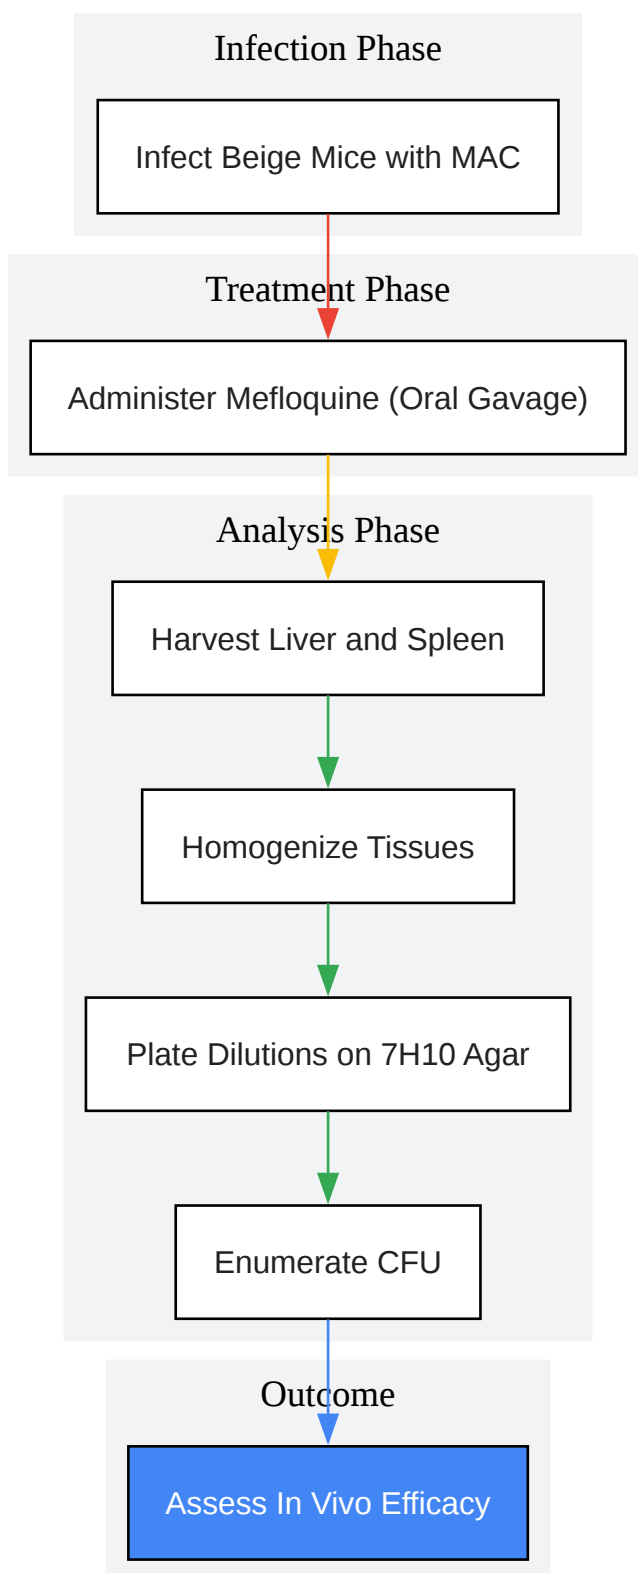 Infection Phase
Infect Beige Mice with MAC
Treatment Phase
Administer Mefloquine (Oral Gavage)
Analysis Phase
Harvest Liver and Spleen
Homogenize Tissues
Plate Dilutions on 7H10 Agar
Enumerate CFU
Outcome
Assess In Vivo Efficacy